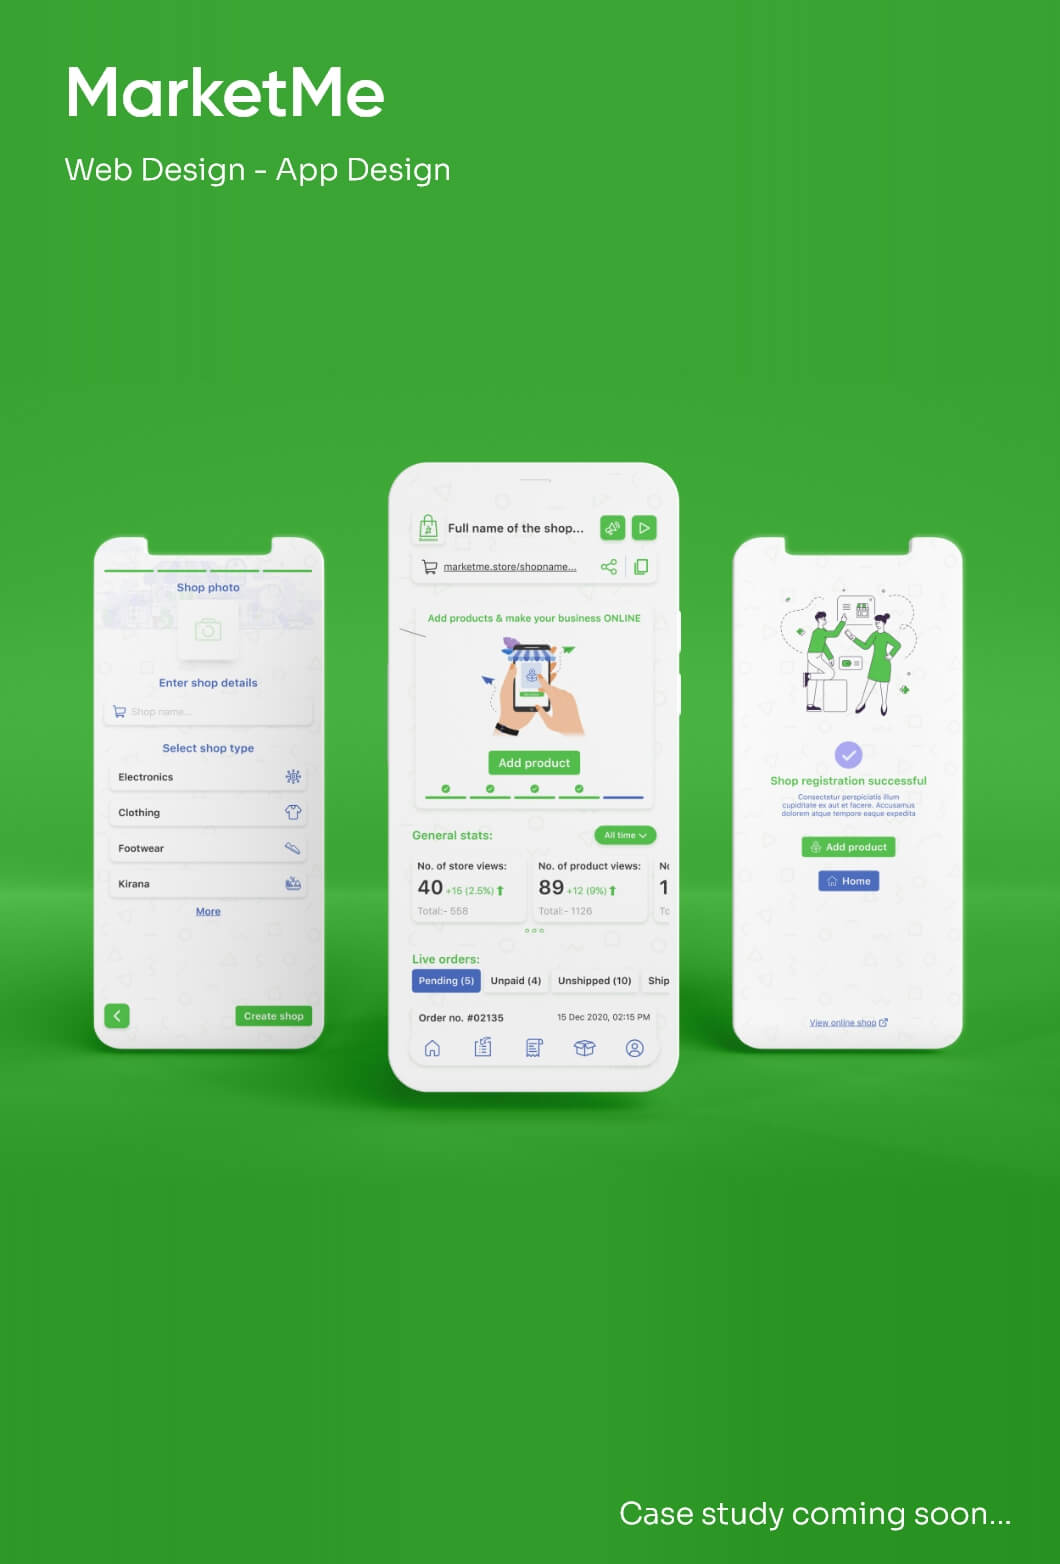 MarketMe
Web Design - App Design
Shop photo
Enter shop details
Shop name...
Select shop type
Electronics
Clothing
Footwear
Kirana
More
Create shop
Full name of the shop...
marketme.store/shopname...
Add products & make your business ONLINE
Add product
General stats:
All time
No. of store views:
40 +16 (2.5%)
Total:- 558
No. of product views:
89 +12 (9%)
Total:- 1126
Nc
1
Tc
Live orders:
Pending (5)
Unpaid (4)
Unshipped (10)
Ship
Order no. #02135
15 Dec 2020, 02:15 PM
Shop registration successful
Consectetur perspiciatis illum
cupiditate ex aut et facere. Accusamus
dolorem atque tempore eaque expedita
Add product
Home
View online shop
Case study coming soon...